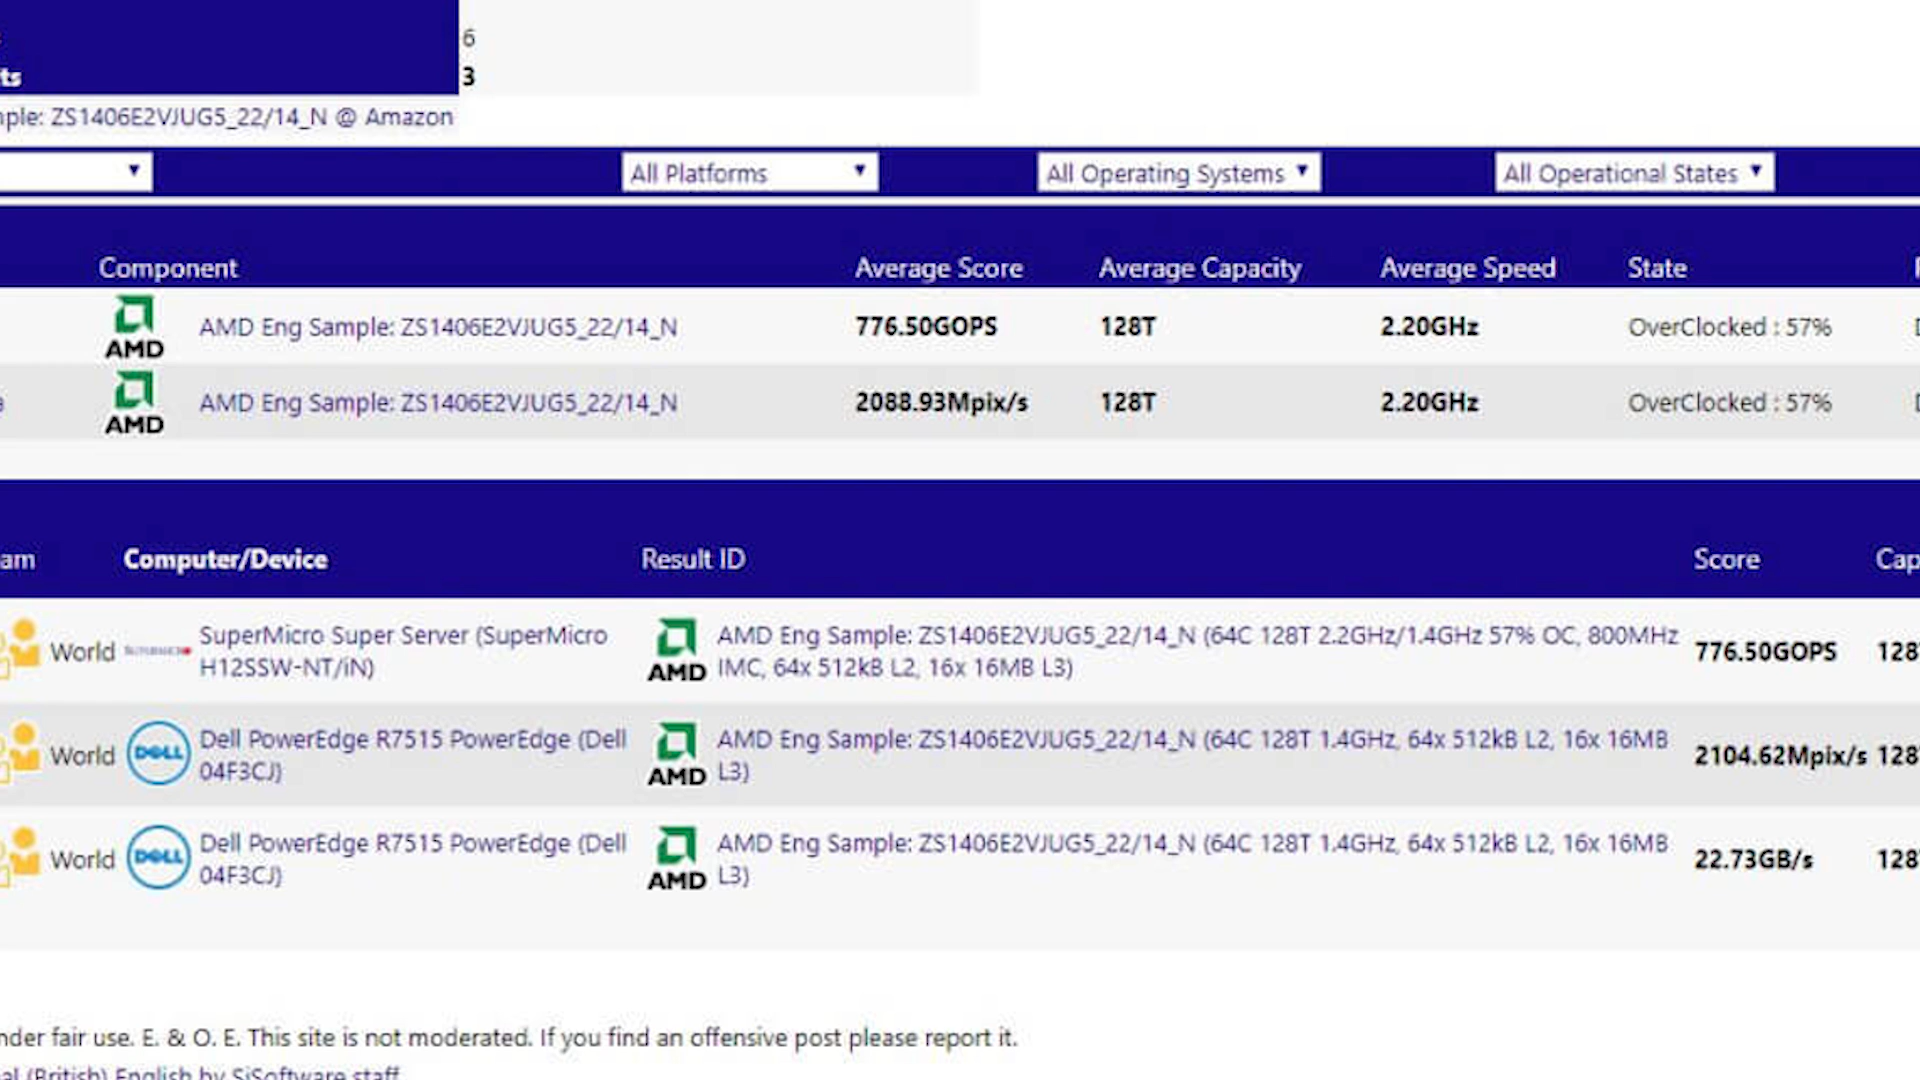 6
ts
3
ple: ZS1406E2VJUG5_22/14_N @ Amazon
All Platforms
All Operating Systems
All Operational States
Component
Average Score
Average Capacity
Average Speed
State
AMD
AMD Eng Sample: ZS1406E2VJUG5_22/14_N
776.50GOPS
128T
2.20GHz
OverClocked : 57%
AMD
AMD Eng Sample: ZS1406E2VJUG5_22/14_N
2088.93Mpix/s
128T
2.20GHz
OverClocked : 57%
am
Computer/Device
Result ID
Score
Cap
World
SuperMicro Super Server (SuperMicro
H12SSW-NT/iN)
AMD
AMD Eng Sample: ZS1406E2VJUG5_22/14_N (64C 128T 2.2GHz/1.4GHz 57% OC, 800MHz
IMC, 64x 512kB L2, 16x 16MB L3)
776.50GOPS
128
World
DELL
Dell PowerEdge R7515 PowerEdge (Dell
04F3CJ)
AMD
AMD Eng Sample: ZS1406E2VJUG5_22/14_N (64C 128T 1.4GHz, 64x 512kB L2, 16x 16MB
L3)
2104.62Mpix/s
128
World
DELL
Dell PowerEdge R7515 PowerEdge (Dell
04F3CJ)
AMD
AMD Eng Sample: ZS1406E2VJUG5_22/14_N (64C 128T 1.4GHz, 64x 512kB L2, 16x 16MB
L3)
22.73GB/s
128
nder fair use. E. & O. E. This site is not moderated. If you find an offensive post please report it.
al (British) English by SiSoftware staff